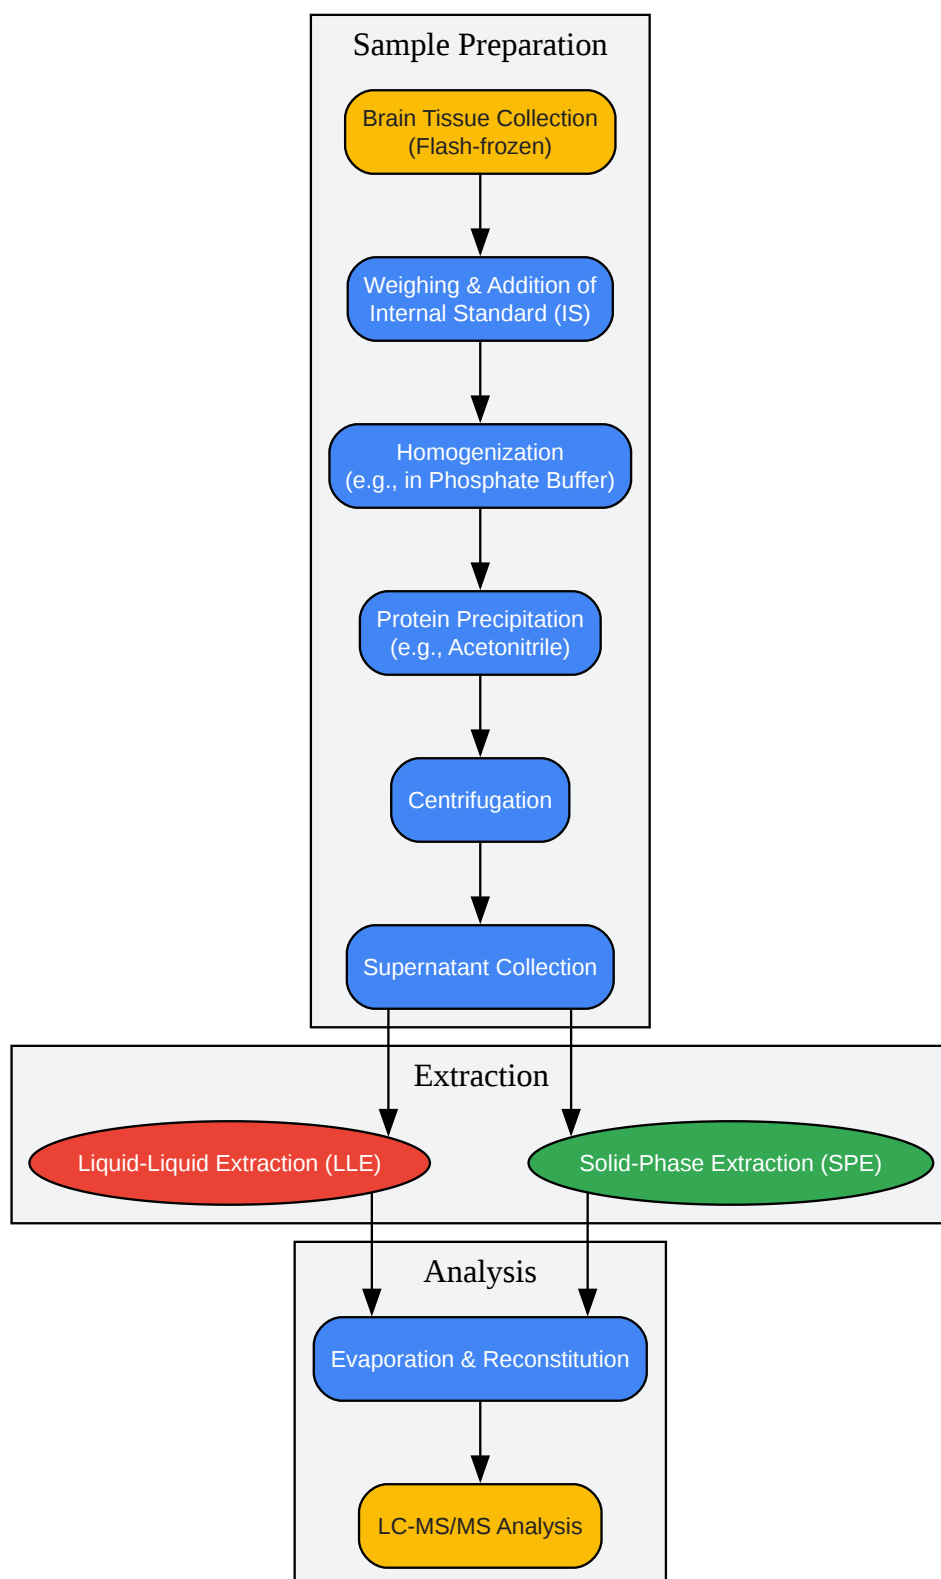 Sample Preparation
Brain Tissue Collection
(Flash-frozen)
Weighing & Addition of
Internal Standard (IS)
Homogenization
(e.g., in Phosphate Buffer)
Protein Precipitation
(e.g., Acetonitrile)
Centrifugation
Supernatant Collection
Extraction
Liquid-Liquid Extraction (LLE)
Solid-Phase Extraction (SPE)
Analysis
Evaporation & Reconstitution
LC-MS/MS Analysis